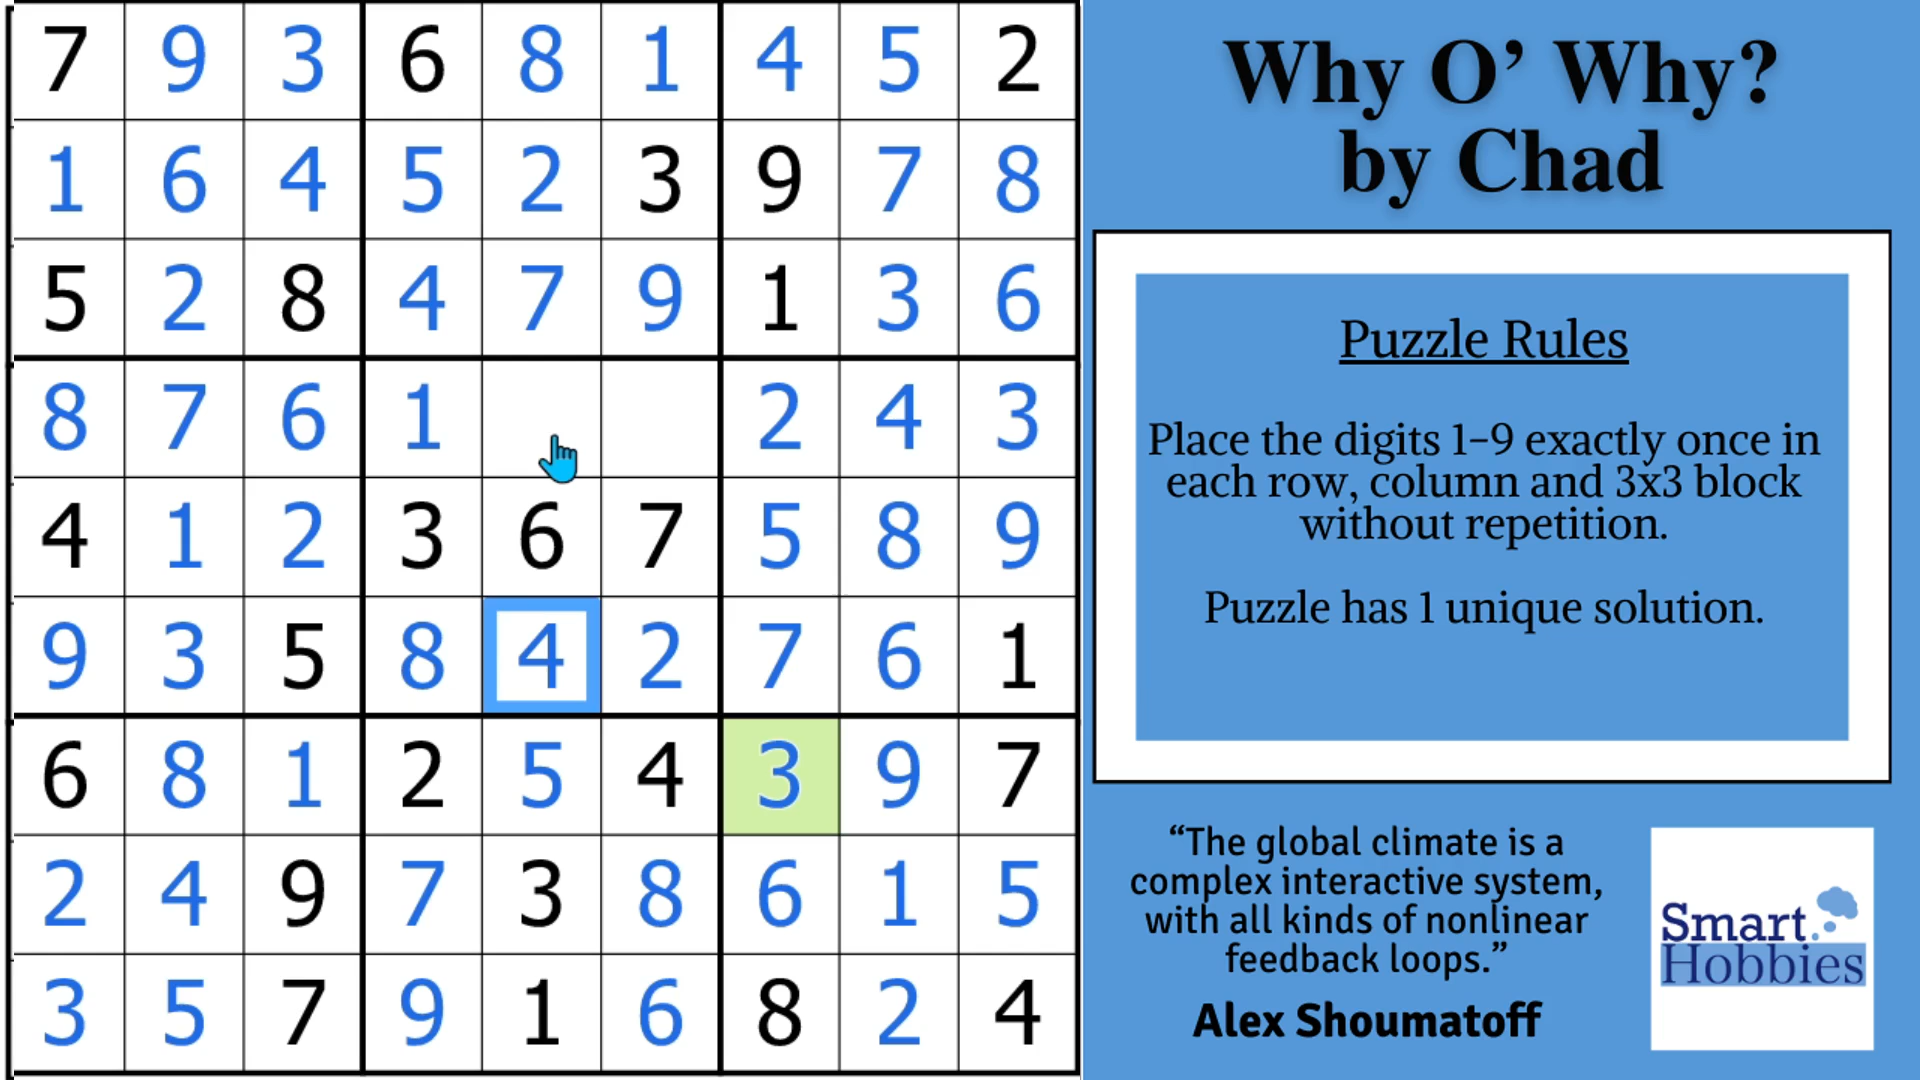 7 9 3 6 8 1 4 5 2
1 6 4 5 2 3 9 7 8
5 2 8 4 7 9 1 3 6
8 7 6 1 2 4 3
4 1 2 3 6 7 5 8 9
9 3 5 8 4 2 7 6 1
6 8 1 2 5 4 3 9 7
2 4 9 7 3 8 6 1 5
3 5 7 9 1 6 8 2 4
Why O’ Why?
by Chad
Puzzle Rules
Place the digits 1-9 exactly once in
each row, column and 3x3 block
without repetition.
Puzzle has 1 unique solution.
“The global climate is a
complex interactive system,
with all kinds of nonlinear
feedback loops.”
Alex Shoumatoff
Smart
Hobbies